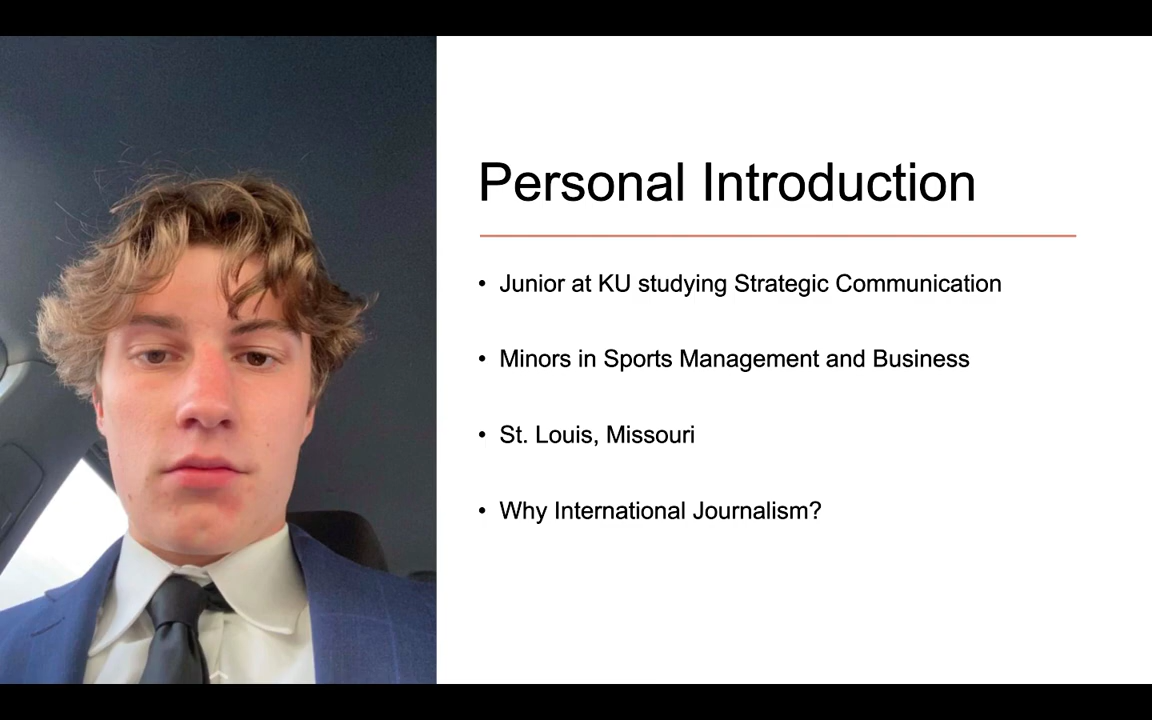 Personal Introduction
• Junior at KU studying Strategic Communication
• Minors in Sports Management and Business
• St. Louis, Missouri
• Why International Journalism?